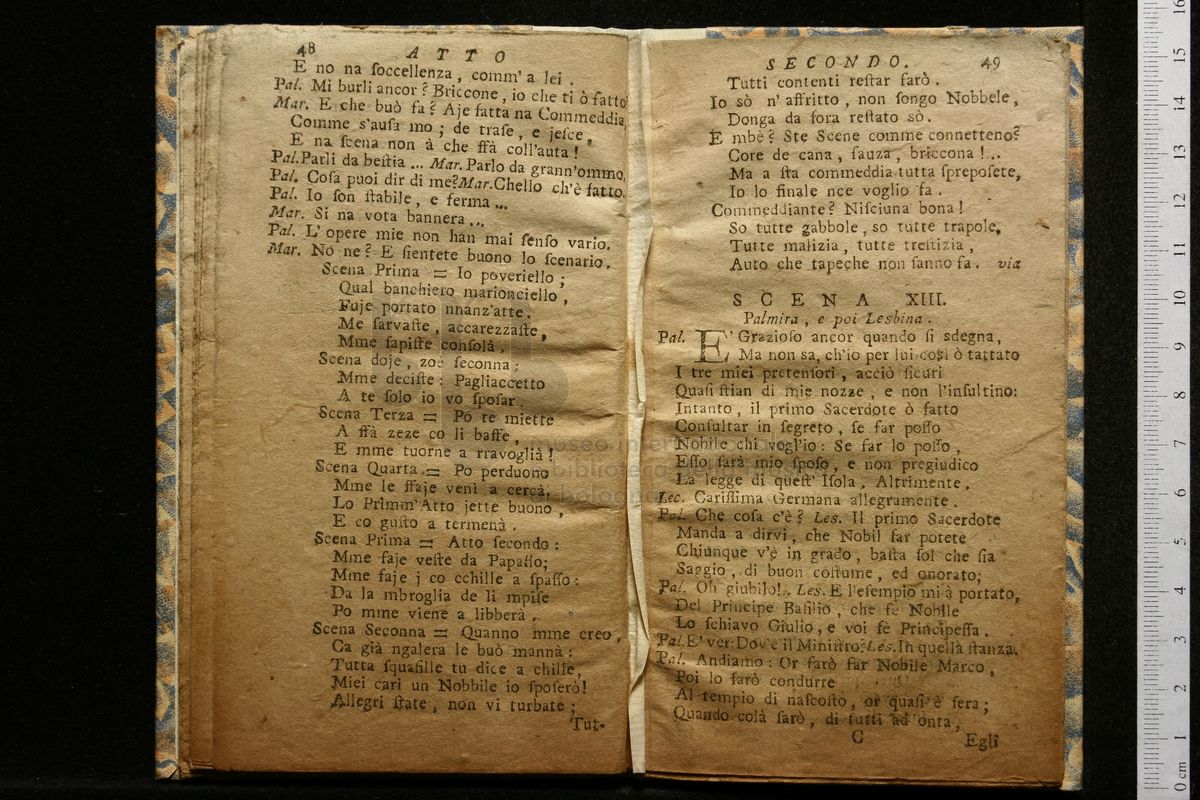 48 ATTO
E no na ſoccellenza, comm' a lei.
Pal. Mi burli ancor? Briccone, io che ti ò fatto?
Mar. E che buò fa? Aje fatta na Commeddia,
Comme s'auſa mo; de traſe, e jeſce,
E na ſcena non à che ffà coll'auta!
Pal. Parli da beſtia ... Mar. Parlo da grann'ommo.
Pal. Coſa puoi dir di me? Mar. Chello ch'è fatto.
Pal. Io ſon ſtabile, e ferma ...
Mar. Si na vota bannera ...
Pal. L' opere mie non han mai ſenſo vario.
Mar. No ne? E ſientete buono lo ſcenario.
Scena Prima = Io poveriello;
Qual banchiero marionciello,
Fuje portato nnanz'atte.
Me ſarvaſte, accarezzaſte,
Mme ſapiſte conſolà.
Scena doje, zoè ſeconna:
Mme deciſte: Pagliaccetto
A te ſolo io vo ſpoſar.
Scena Terza = Po te miette
A ffà zeze co li baffe,
E mme tuorne a rravoglià!
Scena Quarta = Po perduono
Mme le ſtaje venì a cercà,
Lo Primm'Atto jette buono,
E co guſto a termenà.
Scena Prima = Atto ſecondo:
Mme faje veſte da Papaſſo;
Mme faje j co cchille a ſpaſſo:
Da la mbroglia de li mpiſe
Po mme viene a libberà.
Scena Seconna = Quanno mme creo,
Ca già ngalera le buò mannà:
Tutta ſquaſille tu dice a chille,
Miei cari un Nobbile io ſpoſerò!
Allegri ſtate, non vi turbate;
Tut-
SECONDO. 49
Tutti contenti reſtar farò.
Io sò n' affritto, non ſongo Nobbele,
Donga da fora reſtato sò.
E mbè? Ste Scene comme connetteno?
Core de cana, fauza, briccona!..
Ma a ſta commeddia tutta ſpropoſete,
Io lo finale nce voglio fa.
Commeddiante? Niſciuna bona!
So tutte gabbole, ſo tutte trapole,
Tutte malizia, tutte treſtizia,
Auto che tapeche non ſanno fa. via
SCENA XIII.
Palmira, e poi Lesbina.
Pal. E' Grazioſo ancor quando ſi sdegna,
Ma non sa, ch'io per lui così ò trattato
I tre miei pretenſori, acciò ſicuri
Quaſi ſtian di mie nozze, e non l'inſultino:
Intanto, il primo Sacerdote ò fatto
Conſultar in ſegreto, ſe far poſſo
Nobile chi vogl'io: Se far lo poſſo,
Eſſo ſarà mio ſpoſo, e non pregiudico
La legge di queſt' Iſola. Altrimente.
Lec. Cariſſima Germana allegramente.
Pal. Che coſa c'è? Les. Il primo Sacerdote
Manda a dirvi, che Nobil far potete
Chiunque v'è in grado, baſta ſol che ſia
Saggio, di buon coſtume, ed onorato;
Pal. Oh giubilo!.. Les. E l'eſempio mi à portato,
Del Principe Baſilio, che fè Nobile
Lo ſchiavo Giulio, e voi fè Principeſſa.
Pal. E' ver: Dov'è il Miniſtro? Les. In quella ſtanza.
Pal. Andiamo: Or farò far Nobile Marco,
Poi lo farò condurre
Al tempio di naſcoſto, or quaſi è ſera;
Quando colà ſarò, di tutti ad onta,
C Egli